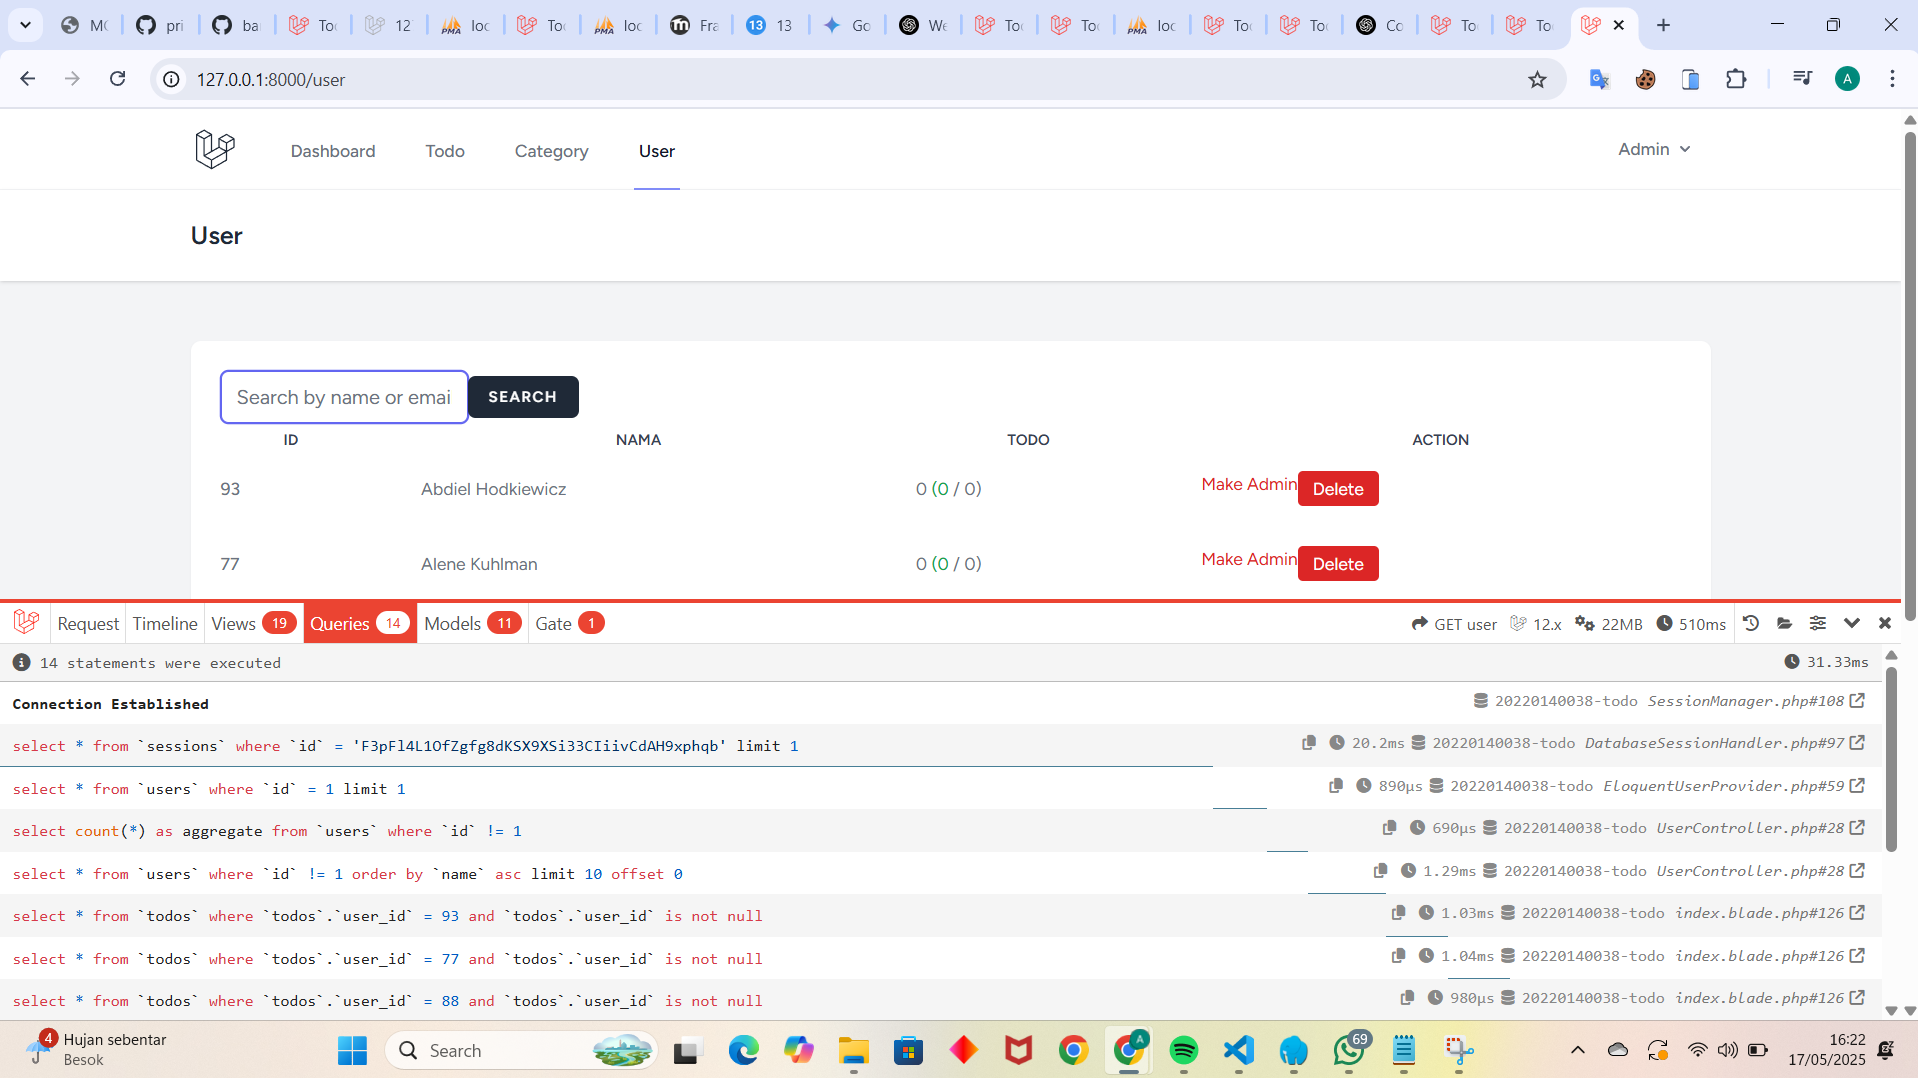 MC
pri
ba
Toc
12
loc
Toc
loc
Fra
13 13
Go
We
Toc
Toc
loc
Toc
Toc
Co
Toc
To
127.0.0.1:8000/user
A
Dashboard Todo Category User Admin
User
Search by name or emai SEARCH
ID NAMA TODO ACTION
93 Abdiel Hodkiewicz 0 (0 / 0) Make Admin Delete
77 Alene Kuhlman 0 (0 / 0) Make Admin Delete
Request Timeline Views 19 Queries 14 Models 11 Gate 1 GET user 12.x 22MB 510ms
14 statements were executed 31.33ms
Connection Established 20220140038-todo SessionManager.php#108
select * from `sessions` where `id` = 'F3pFl4L1OfZgfg8dKSX9XSi33CIiivCdAH9xphqb' limit 1 20.2ms 20220140038-todo DatabaseSessionHandler.php#97
select * from `users` where `id` = 1 limit 1 890μs 20220140038-todo EloquentUserProvider.php#59
select count(*) as aggregate from `users` where `id` != 1 690μs 20220140038-todo UserController.php#28
select * from `users` where `id` != 1 order by `name` asc limit 10 offset 0 1.29ms 20220140038-todo UserController.php#28
select * from `todos` where `todos`.`user_id` = 93 and `todos`.`user_id` is not null 1.03ms 20220140038-todo index.blade.php#126
select * from `todos` where `todos`.`user_id` = 77 and `todos`.`user_id` is not null 1.04ms 20220140038-todo index.blade.php#126
select * from `todos` where `todos`.`user_id` = 88 and `todos`.`user_id` is not null 980μs 20220140038-todo index.blade.php#126
4 Hujan sebentar
Besok
Search
A
69
16:22
17/05/2025